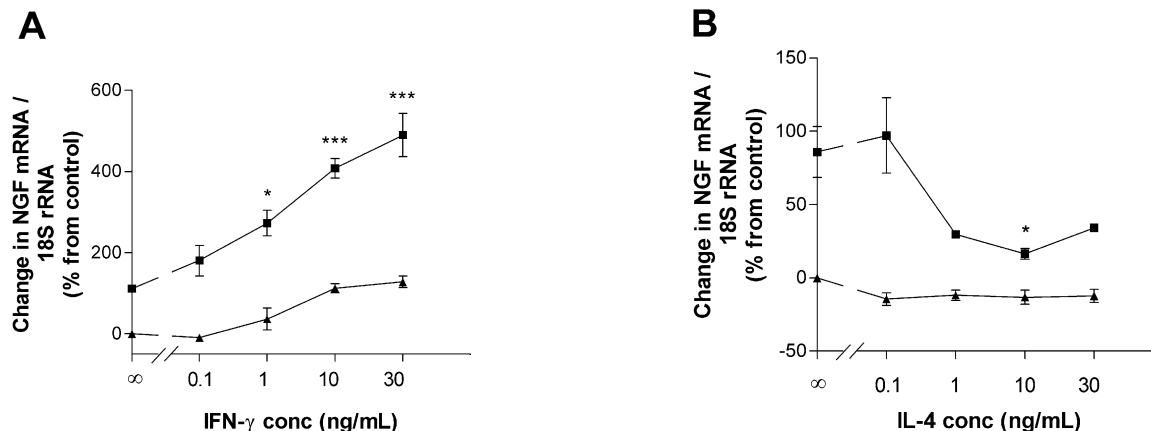 A
Change in NGF mRNA /
18S rRNA
(% from control)
600
400
200
0
*
***
***
∞
0.1
1
10
30
IFN-γ conc (ng/mL)
B
Change in NGF mRNA /
18S rRNA
(% from control)
150
100
50
0
-50
*
∞
0.1
1
10
30
IL-4 conc (ng/mL)